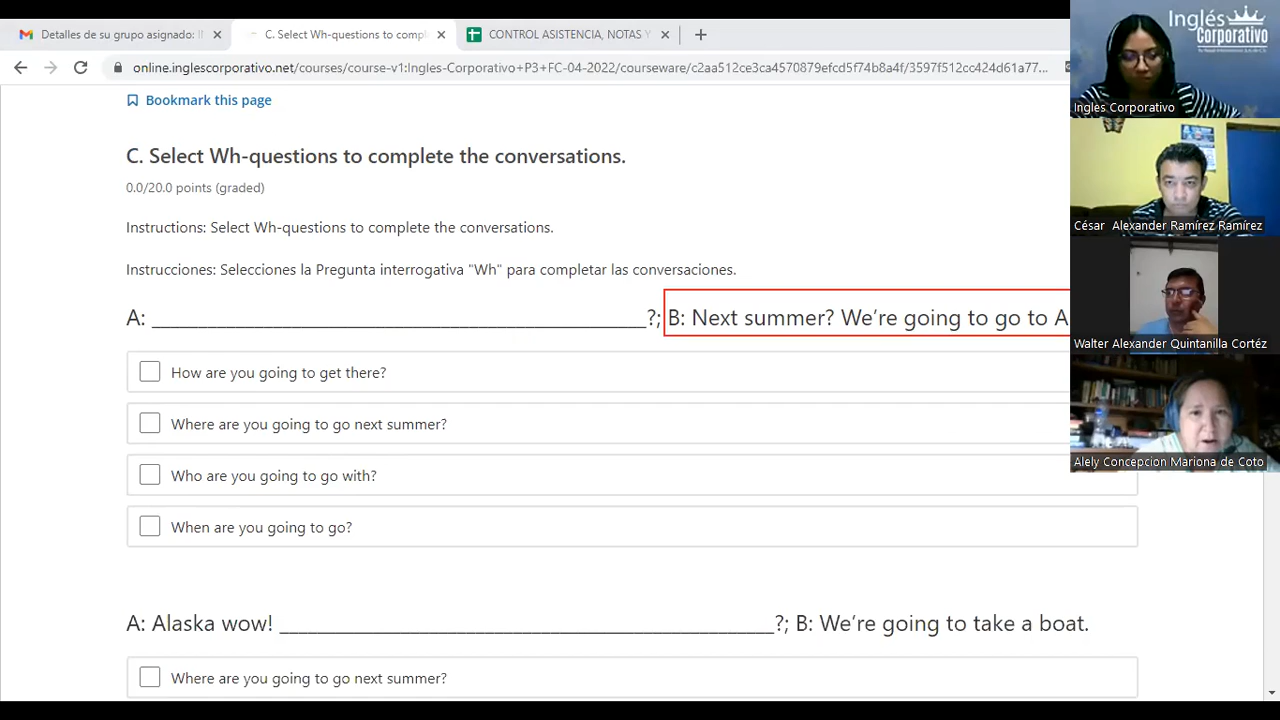 Detalles de su grupo asignado:
C. Select Wh-questions to compl
CONTROL ASISTENCIA, NOTAS Y
online.inglescorporativo.net/courses/course-v1:Ingles-Corporativo+P3+FC-04-2022/courseware/c2aa512ce3ca4570879efcd5f74b8a4f/3597f512cc424d61a77...
Bookmark this page
C. Select Wh-questions to complete the conversations.
0.0/20.0 points (graded)
Instructions: Select Wh-questions to complete the conversations.
Instrucciones: Selecciones la Pregunta interrogativa "Wh" para completar las conversaciones.
A: ______________________________________________?; B: Next summer? We're going to go to A
How are you going to get there?
Where are you going to go next summer?
Who are you going to go with?
When are you going to go?
A: Alaska wow! ______________________________________________?; B: We're going to take a boat.
Where are you going to go next summer?
Inglés
Corporativo
Ingles Corporativo
César Alexander Ramírez Ramírez
Walter Alexander Quintanilla Cortéz
Alely Concepcion Mariona de Coto